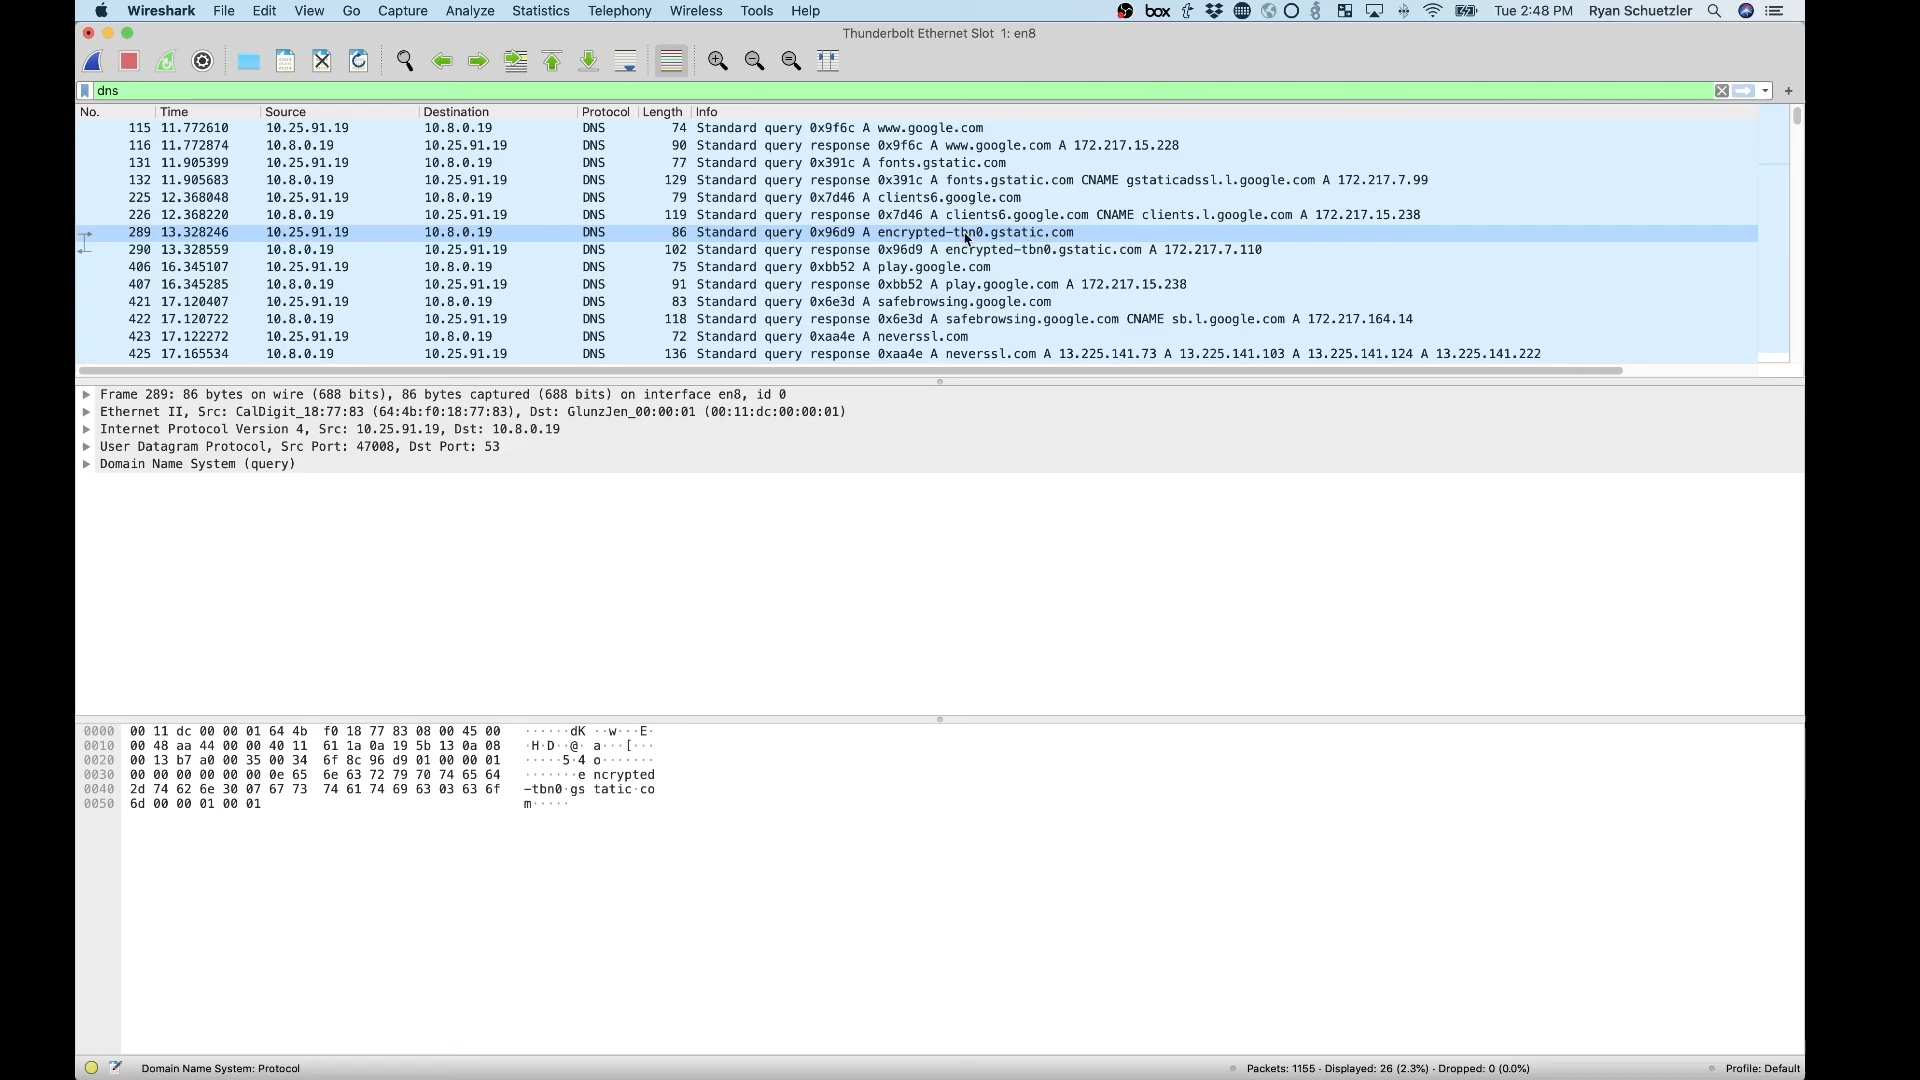 Wireshark File Edit View Go Capture Analyze Statistics Telephony Wireless Tools Help box Tue 2:48 PM Ryan Schuetzler
Thunderbolt Ethernet Slot 1: en8
dns
No. Time Source Destination Protocol Length Info
115 11.772610 10.25.91.19 10.8.0.19 DNS 74 Standard query 0x9f6c A www.google.com
116 11.772874 10.8.0.19 10.25.91.19 DNS 90 Standard query response 0x9f6c A www.google.com A 172.217.15.228
131 11.905399 10.25.91.19 10.8.0.19 DNS 77 Standard query 0x391c A fonts.gstatic.com
132 11.905683 10.8.0.19 10.25.91.19 DNS 129 Standard query response 0x391c A fonts.gstatic.com CNAME gstaticadssl.l.google.com A 172.217.7.99
225 12.368048 10.25.91.19 10.8.0.19 DNS 79 Standard query 0x7d46 A clients6.google.com
226 12.368220 10.8.0.19 10.25.91.19 DNS 119 Standard query response 0x7d46 A clients6.google.com CNAME clients.l.google.com A 172.217.15.238
289 13.328246 10.25.91.19 10.8.0.19 DNS 86 Standard query 0x96d9 A encrypted-tbn0.gstatic.com
290 13.328559 10.8.0.19 10.25.91.19 DNS 102 Standard query response 0x96d9 A encrypted-tbn0.gstatic.com A 172.217.7.110
406 16.345107 10.25.91.19 10.8.0.19 DNS 75 Standard query 0xbb52 A play.google.com
407 16.345285 10.8.0.19 10.25.91.19 DNS 91 Standard query response 0xbb52 A play.google.com A 172.217.15.238
421 17.120407 10.25.91.19 10.8.0.19 DNS 83 Standard query 0x6e3d A safebrowsing.google.com
422 17.120722 10.8.0.19 10.25.91.19 DNS 118 Standard query response 0x6e3d A safebrowsing.google.com CNAME sb.l.google.com A 172.217.164.14
423 17.122272 10.25.91.19 10.8.0.19 DNS 72 Standard query 0xaa4e A neverssl.com
425 17.165534 10.8.0.19 10.25.91.19 DNS 136 Standard query response 0xaa4e A neverssl.com A 13.225.141.73 A 13.225.141.103 A 13.225.141.124 A 13.225.141.222
Frame 289: 86 bytes on wire (688 bits), 86 bytes captured (688 bits) on interface en8, id 0
Ethernet II, Src: CalDigit_18:77:83 (64:4b:f0:18:77:83), Dst: GlunzJen_00:00:01 (00:11:dc:00:00:01)
Internet Protocol Version 4, Src: 10.25.91.19, Dst: 10.8.0.19
User Datagram Protocol, Src Port: 47008, Dst Port: 53
Domain Name System (query)
0000 00 11 dc 00 00 01 64 4b f0 18 77 83 08 00 45 00 ······dK ··w···E·
0010 00 48 aa 44 00 00 40 11 61 1a 0a 19 5b 13 0a 08 ·H·D··@· a···[···
0020 00 13 b7 a0 00 35 00 34 6f 8c 96 d9 01 00 00 01 ·····5·4 o·······
0030 00 00 00 00 00 00 0e 65 6e 63 72 79 70 74 65 64 ·······e ncrypted
0040 2d 74 62 6e 30 07 67 73 74 61 74 69 63 03 63 6f -tbn0·gs tatic·co
0050 6d 00 00 01 00 01 m·····
Domain Name System: Protocol Packets: 1155 · Displayed: 26 (2.3%) · Dropped: 0 (0.0%) Profile: Default